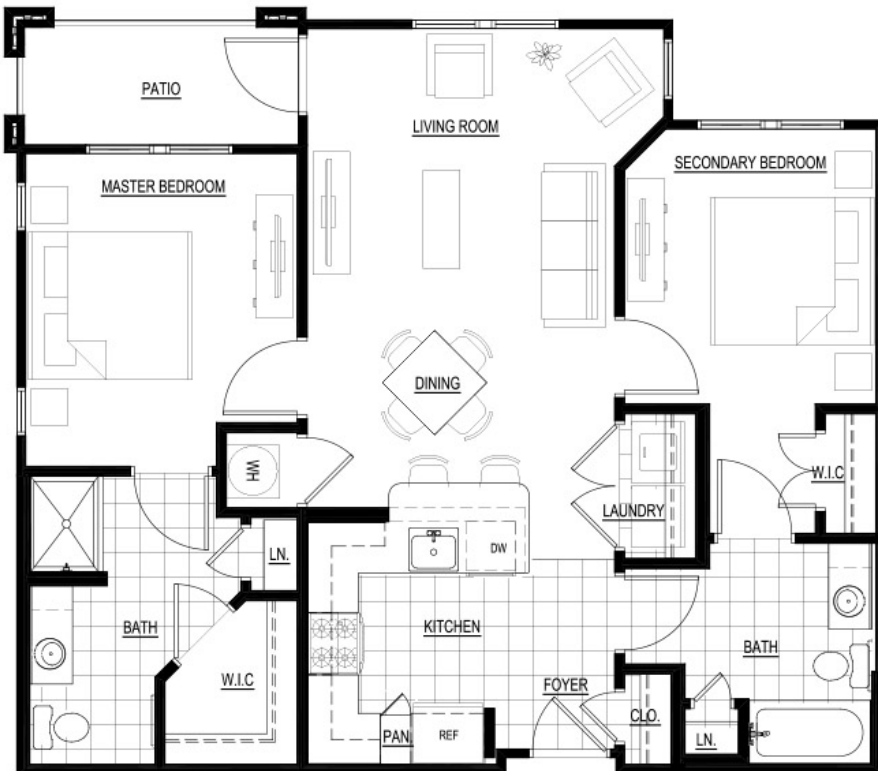 PATIO
LIVING ROOM
MASTER BEDROOM
SECONDARY BEDROOM
DINING
WH
W.I.C
LAUNDRY
DW
LN.
BATH
KITCHEN
BATH
W.I.C
FOYER
CLO.
PAN.
REF
LN.